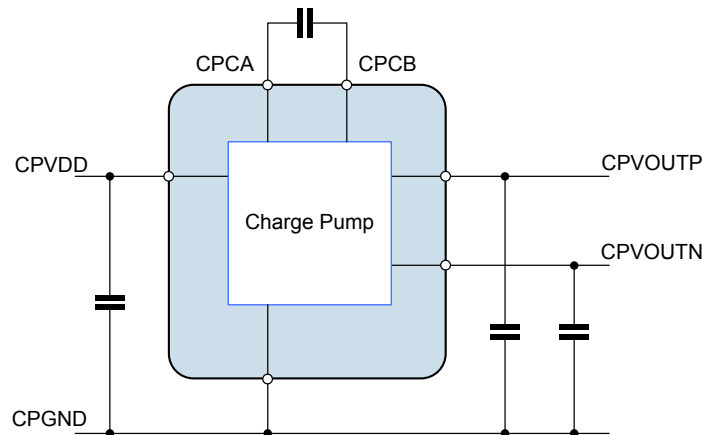 CPCA
CPCB
CPVDD
CPVOUTP
Charge Pump
CPVOUTN
CPGND